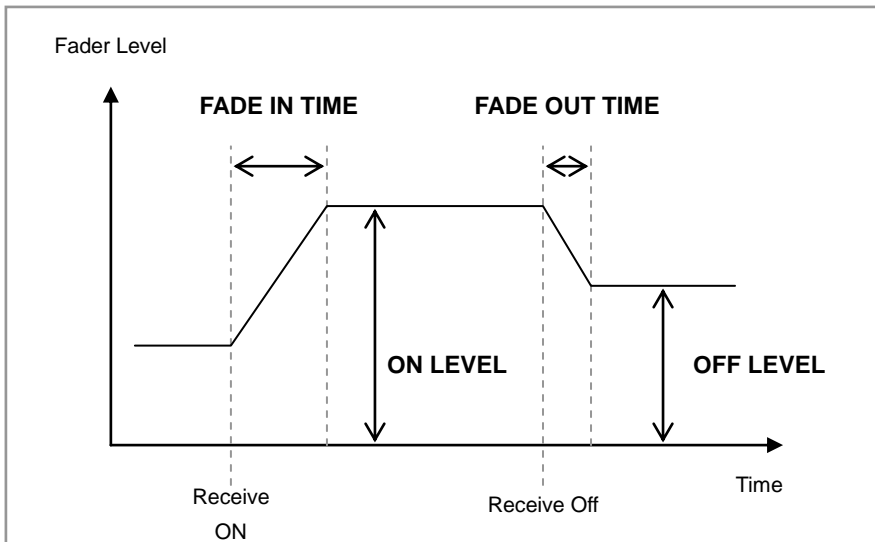 Fader Level
FADE IN TIME
FADE OUT TIME
ON LEVEL
OFF LEVEL
Time
Receive
ON
Receive Off